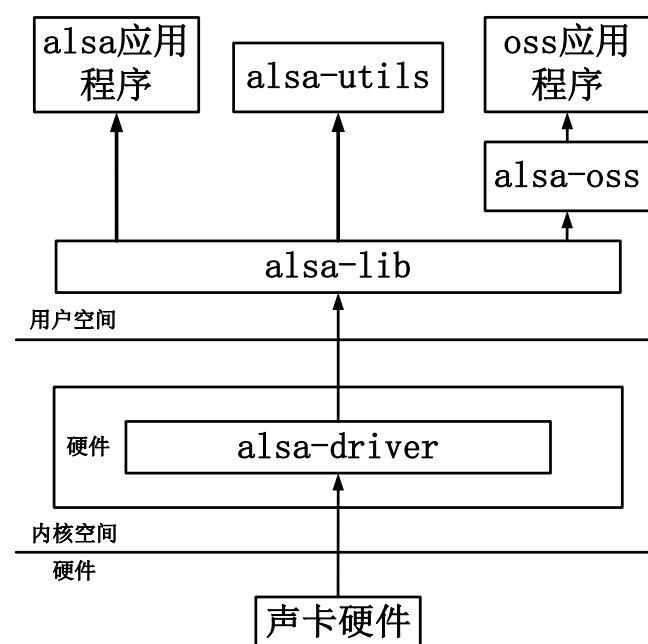 alsa应用
程序
alsa-utils
oss应用
程序
alsa-oss
alsa-lib
用户空间
硬件
alsa-driver
内核空间
硬件
声卡硬件